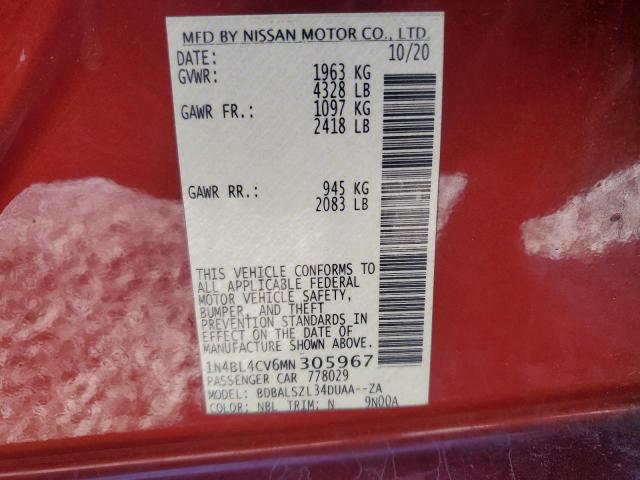 MFD BY NISSAN MOTOR CO., LTD.
DATE: 10/20
GVWR: 1963 KG
4328 LB
GAWR FR.: 1097 KG
2418 LB
GAWR RR.: 945 KG
2083 LB
THIS VEHICLE CONFORMS TO
ALL APPLICABLE FEDERAL
MOTOR VEHICLE SAFETY,
BUMPER, AND THEFT
PREVENTION STANDARDS IN
EFFECT ON THE DATE OF
MANUFACTURE SHOWN ABOVE.
1N4BL4CV6MN305967
PASSENGER CAR 778029
MODEL: BDBALSZL34DUAA--ZA
COLOR: NBL TRIM: N 9N00A